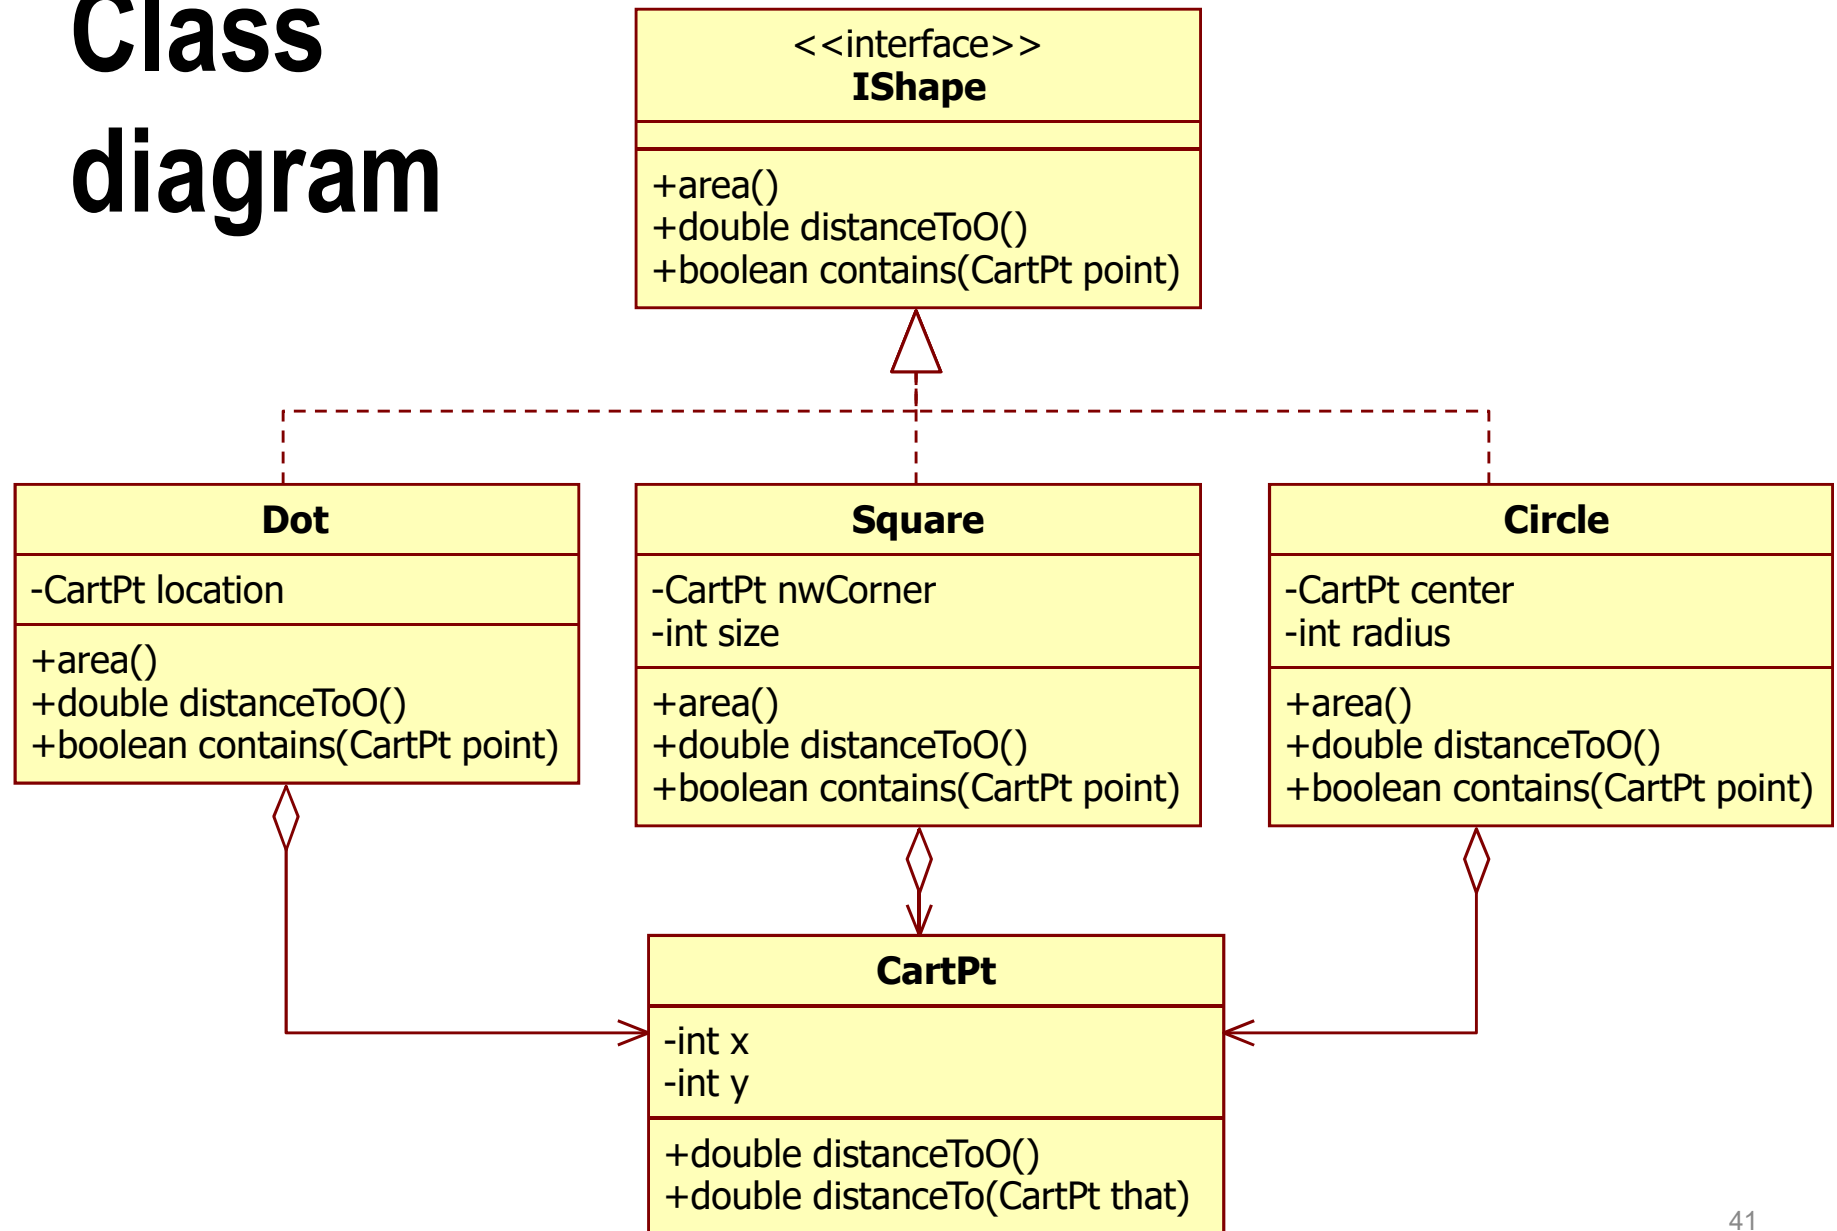 Class
diagram
<<interface>>
IShape
+area()
+double distanceToO()
+boolean contains(CartPt point)
Dot
-CartPt location
+area()
+double distanceToO()
+boolean contains(CartPt point)
Square
-CartPt nwCorner
-int size
+area()
+double distanceToO()
+boolean contains(CartPt point)
Circle
-CartPt center
-int radius
+area()
+double distanceToO()
+boolean contains(CartPt point)
CartPt
-int x
-int y
+double distanceToO()
+double distanceTo(CartPt that)
41